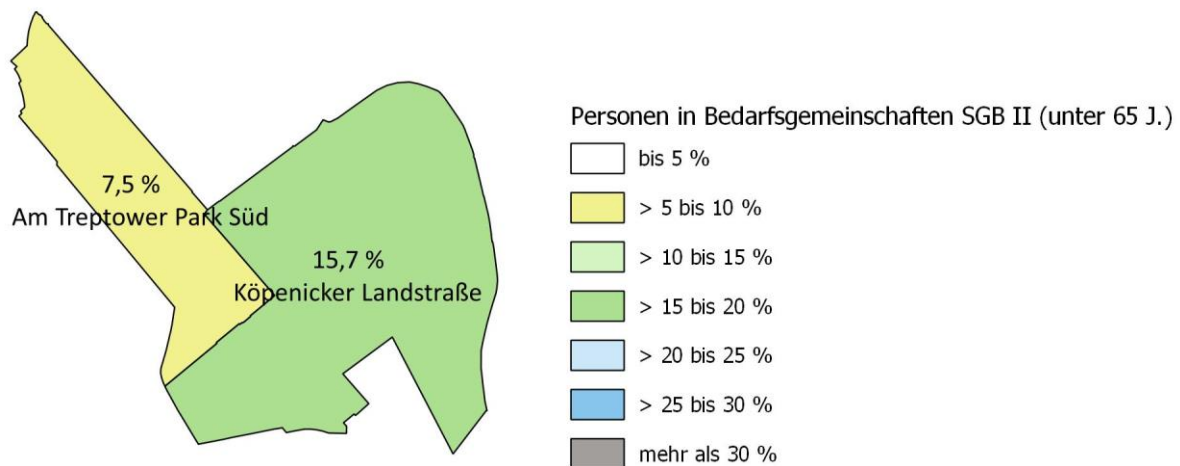 7,5 %
Am Treptower Park Süd
15,7 %
Köpenicker Landstraße
Personen in Bedarfsgemeinschaften SGB II (unter 65 J.)
bis 5 %
> 5 bis 10 %
> 10 bis 15 %
> 15 bis 20 %
> 20 bis 25 %
> 25 bis 30 %
mehr als 30 %